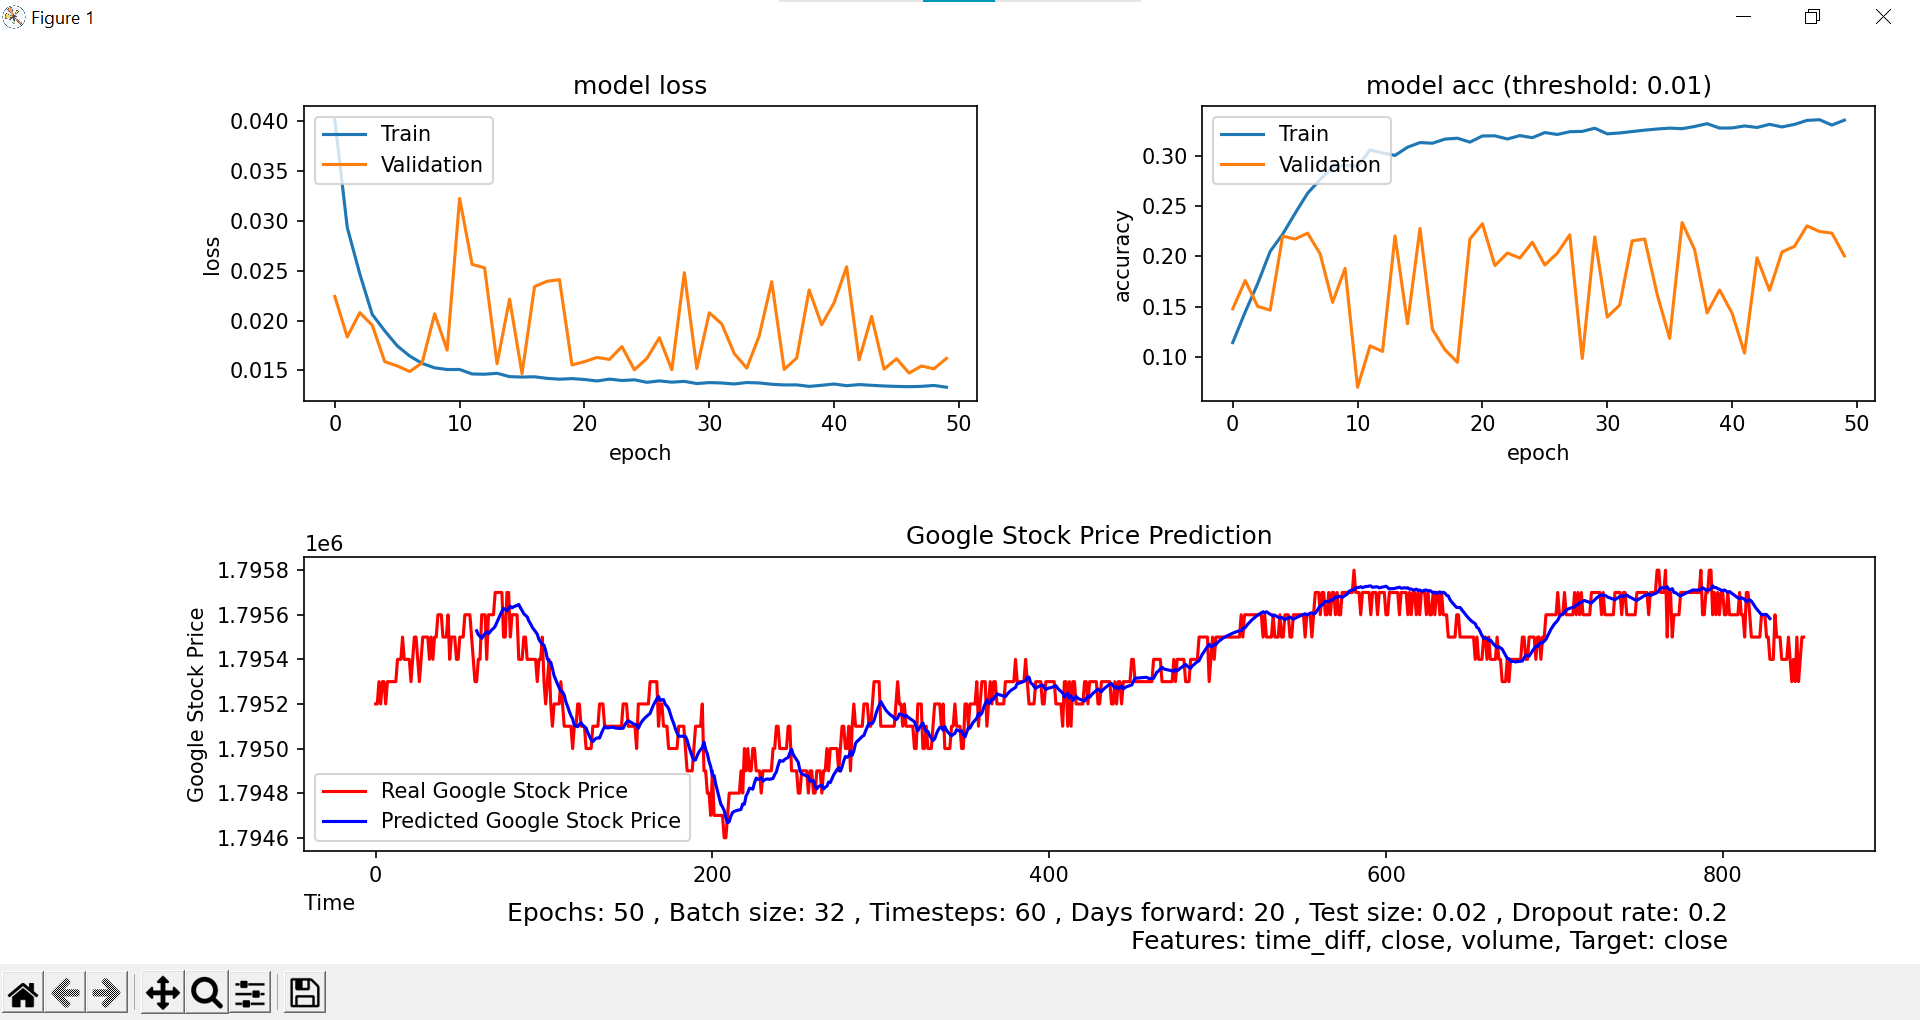 Figure 1
model loss
0.040
0.035
0.030
0.025
0.020
0.015
loss
Train
Validation
0 10 20 30 40 50
epoch
model acc (threshold: 0.01)
0.30
0.25
0.20
0.15
0.10
accuracy
Train
Validation
0 10 20 30 40 50
epoch
Google Stock Price Prediction
1e6
1.7958
1.7956
1.7954
1.7952
1.7950
1.7948
1.7946
Google Stock Price
Real Google Stock Price
Predicted Google Stock Price
0 200 400 600 800
Time
Epochs: 50 , Batch size: 32 , Timesteps: 60 , Days forward: 20 , Test size: 0.02 , Dropout rate: 0.2
Features: time_diff, close, volume, Target: close